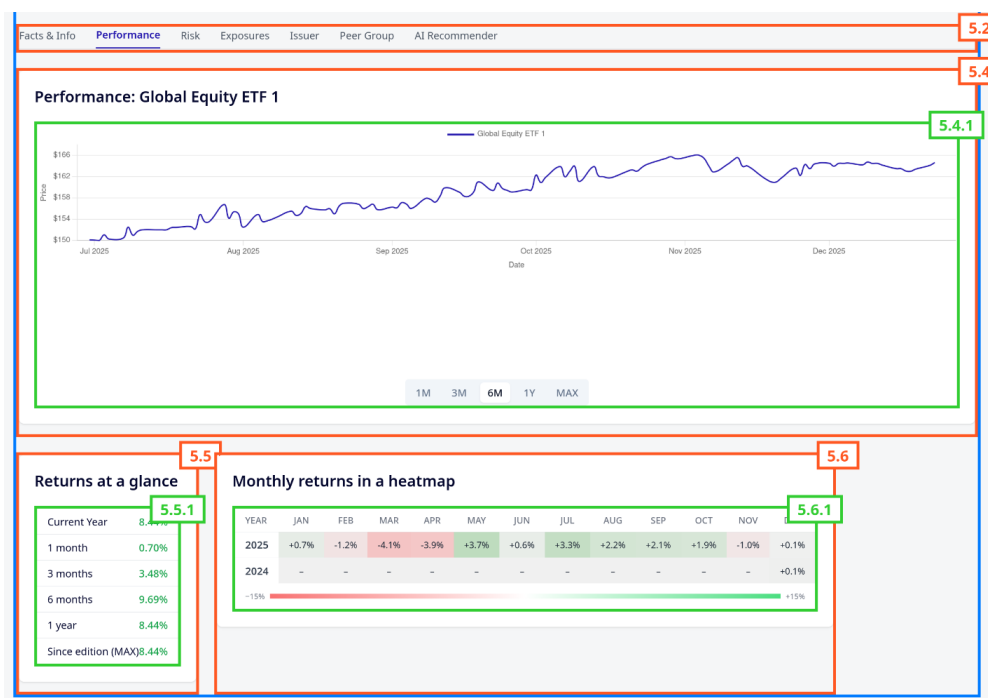 Facts & Info Performance Risk Exposures Issuer Peer Group AI Recommender
5.2
5.4
Performance: Global Equity ETF 1
5.4.1
Global Equity ETF 1
$166
$162
$158
$154
$150
Price
Jul 2025 Aug 2025 Sep 2025 Oct 2025 Nov 2025 Dec 2025
Date
1M 3M 6M 1Y MAX
5.5
5.6
Returns at a glance
5.5.1
Current Year
1 month 0.70%
3 months 3.48%
6 months 9.69%
1 year 8.44%
Since edition (MAX)8.44%
Monthly returns in a heatmap
5.6.1
YEAR JAN FEB MAR APR MAY JUN JUL AUG SEP OCT NOV
2025 +0.7% -1.2% -4.1% -3.9% +3.7% +0.6% +3.3% +2.2% +2.1% +1.9% -1.0% +0.1%
2024 – – – – – – – – – – – +0.1%
−15% +15%